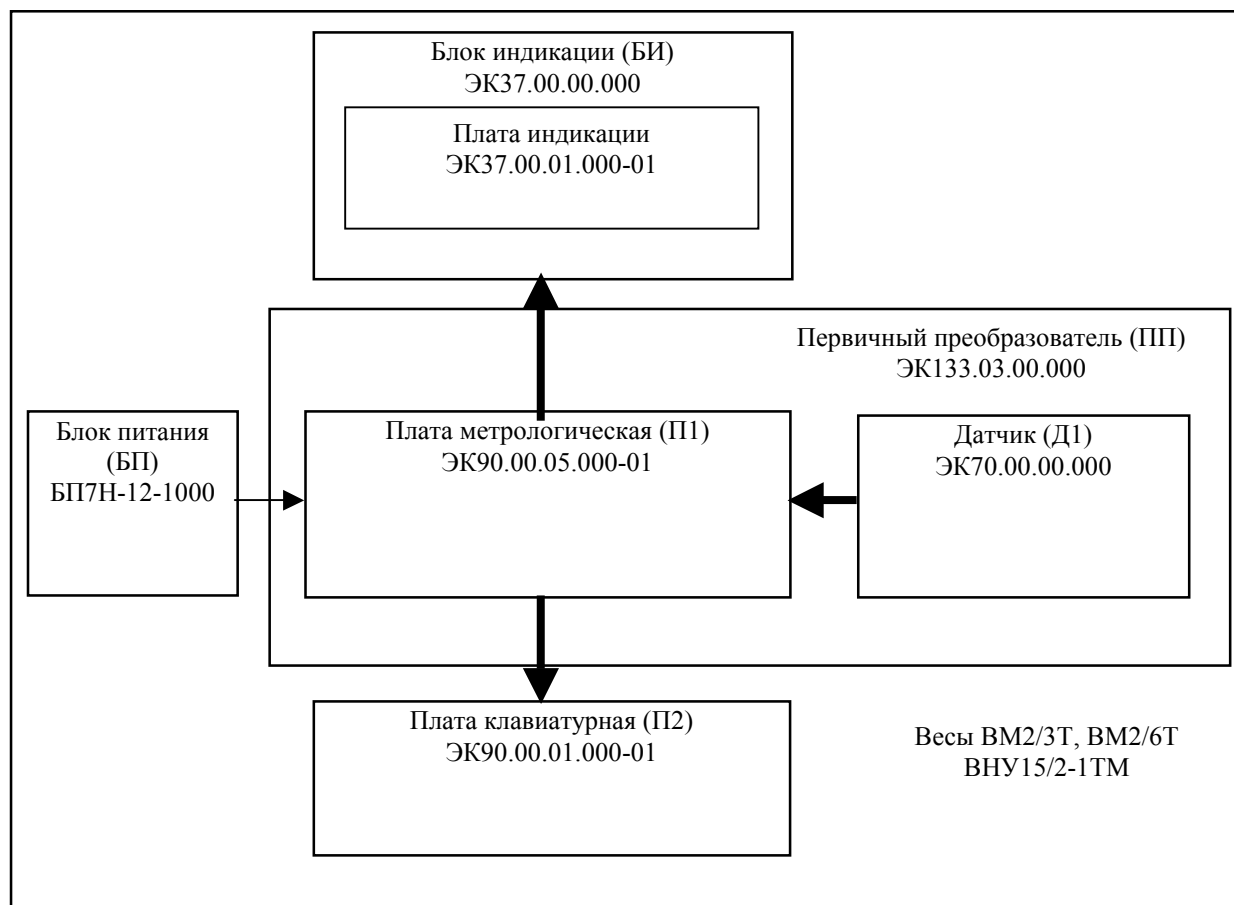 Блок индикации (БИ)
ЭК37.00.00.000
Плата индикации
ЭК37.00.01.000-01
Первичный преобразователь (ПП)
ЭК133.03.00.000
Блок питания
(БП)
БП7Н-12-1000
Плата метрологическая (П1)
ЭК90.00.05.000-01
Датчик (Д1)
ЭК70.00.00.000
Плата клавиатурная (П2)
ЭК90.00.01.000-01
Весы ВМ2/3Т, ВМ2/6Т
ВНУ15/2-1ТМ